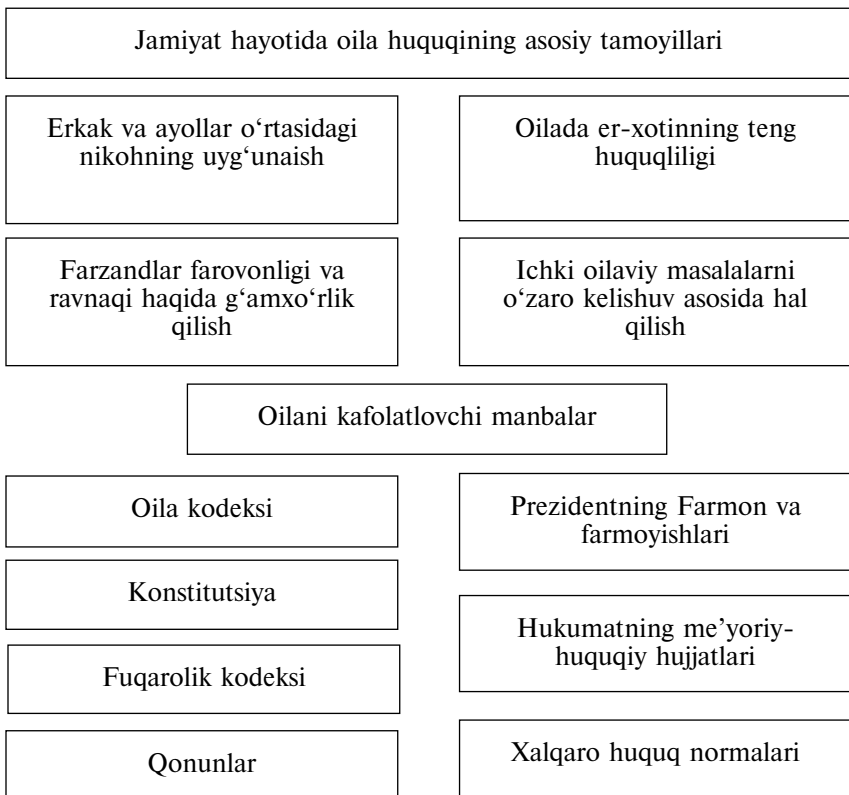 Jamiyat hayotida oila huquqining asosiy tamoyillari
Erkak va ayollar o‘rtasidagi
nikohning uyg‘unaish
Oilada er-xotinning teng
huquqliligi
Farzandlar farovonligi va
ravnaqi haqida g‘amxo‘rlik
qilish
Ichki oilaviy masalalarni
o‘zaro kelishuv asosida hal
qilish
Oilani kafolatlovchi manbalar
Oila kodeksi
Konstitutsiya
Fuqarolik kodeksi
Qonunlar
Prezidentning Farmon va
farmoyishlari
Hukumatning me’yoriy-
huquqiy hujjatlari
Xalqaro huquq normalari